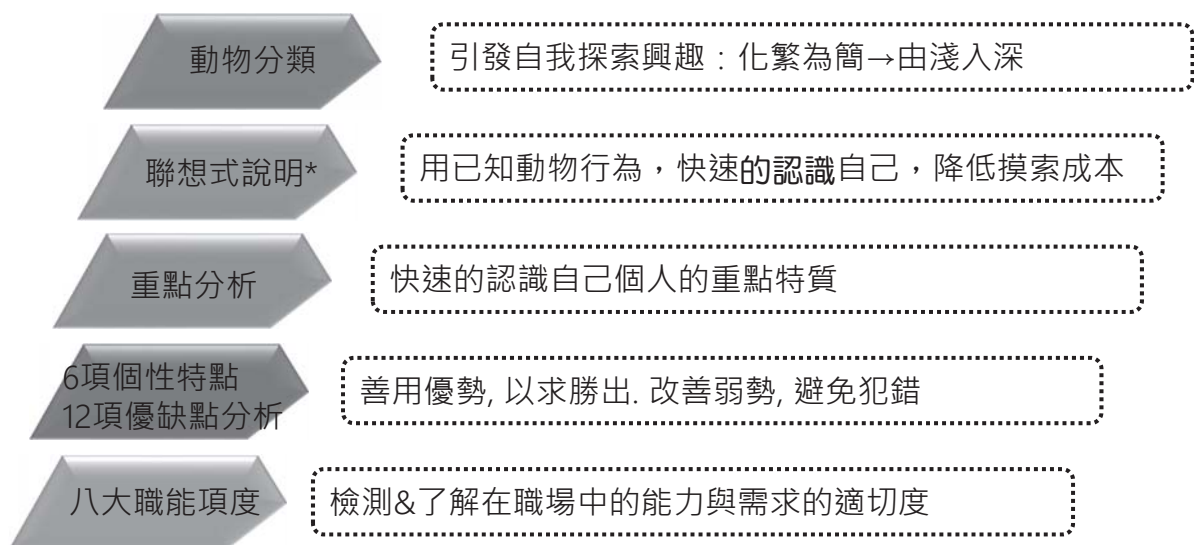 動物分類
引發自我探索興趣：化繁為簡→由淺入深
聯想式說明*
用已知動物行為，快速的認識自己，降低摸索成本
重點分析
快速的認識自己個人的重點特質
6項個性特點
12項優缺點分析
善用優勢, 以求勝出. 改善弱勢, 避免犯錯
八大職能項度
檢測&了解在職場中的能力與需求的適切度